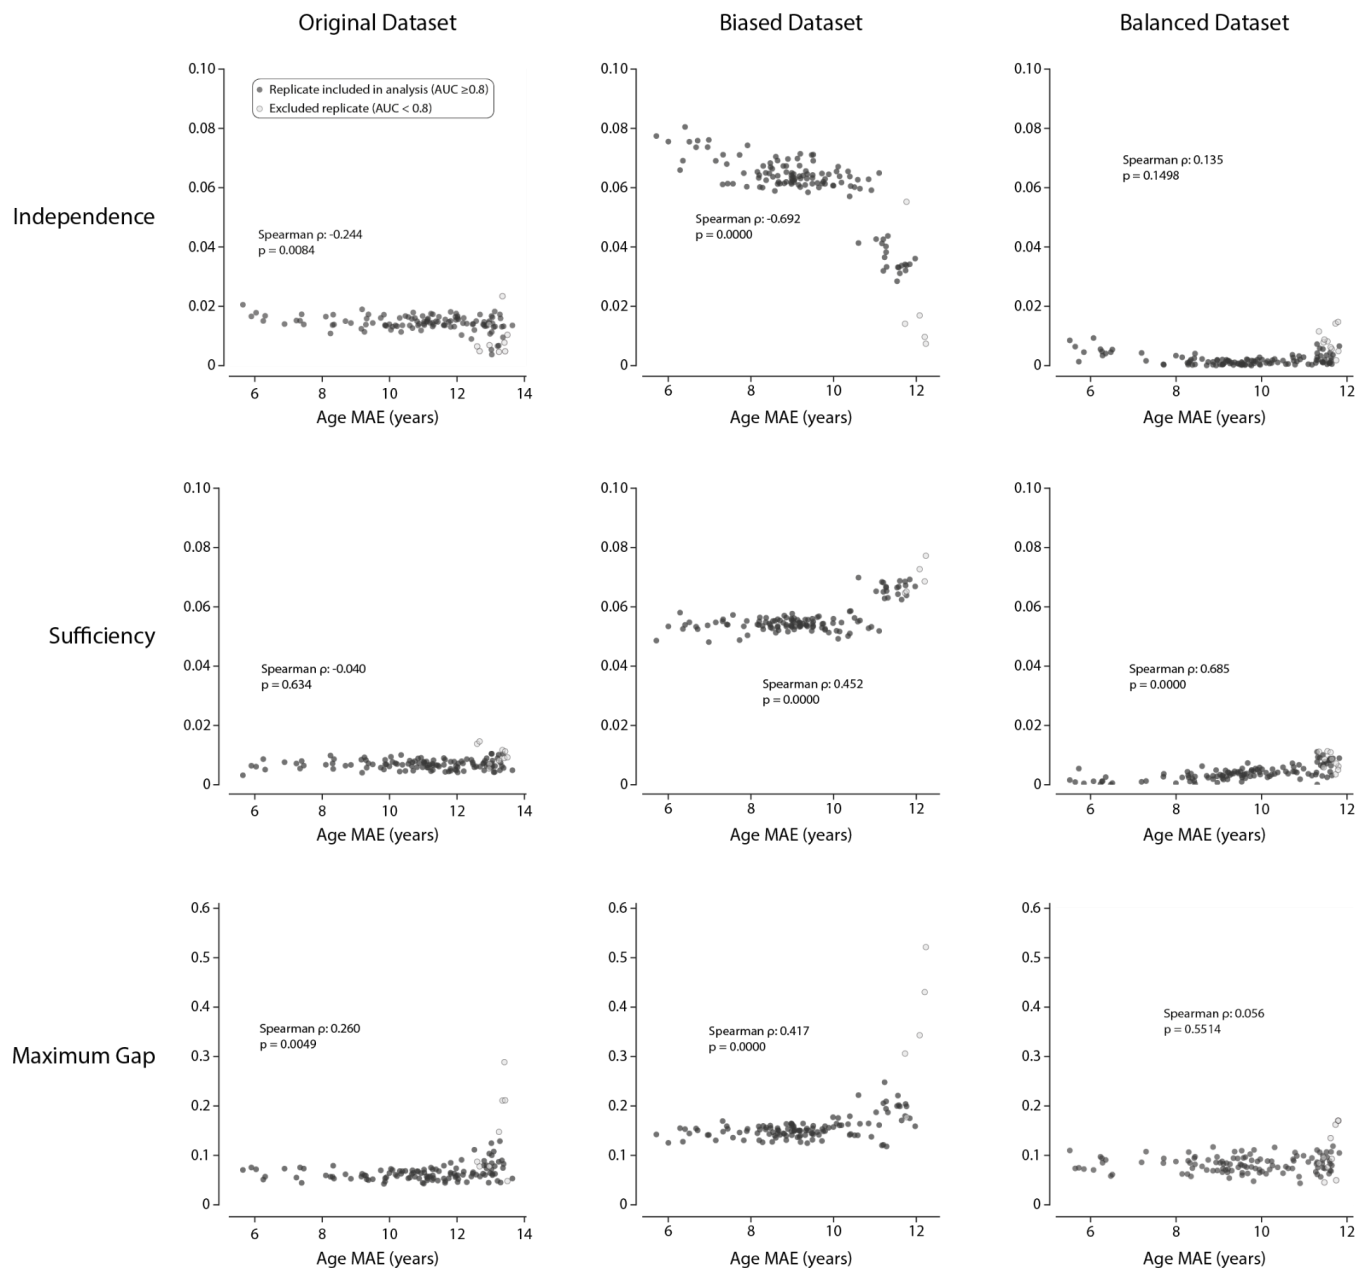 Original Dataset
Biased Dataset
Balanced Dataset
Independence
0.10
0.08
0.06
0.04
0.02
0
Replicate included in analysis (AUC ≥0.8)
Excluded replicate (AUC < 0.8)
Spearman ρ: -0.244
p = 0.0084
6 8 10 12 14
Age MAE (years)
0.10
0.08
0.06
0.04
0.02
0
Spearman ρ: -0.692
p = 0.0000
6 8 10 12
Age MAE (years)
0.10
0.08
0.06
0.04
0.02
0
Spearman ρ: 0.135
p = 0.1498
6 8 10 12
Age MAE (years)
Sufficiency
0.10
0.08
0.06
0.04
0.02
0
Spearman ρ: -0.040
p = 0.634
6 8 10 12 14
Age MAE (years)
0.10
0.08
0.06
0.04
0.02
0
Spearman ρ: 0.452
p = 0.0000
6 8 10 12
Age MAE (years)
0.10
0.08
0.06
0.04
0.02
0
Spearman ρ: 0.685
p = 0.0000
6 8 10 12
Age MAE (years)
Maximum Gap
0.6
0.5
0.4
0.3
0.2
0.1
0
Spearman ρ: 0.260
p = 0.0049
6 8 10 12 14
Age MAE (years)
0.6
0.5
0.4
0.3
0.2
0.1
0
Spearman ρ: 0.417
p = 0.0000
6 8 10 12
Age MAE (years)
0.6
0.5
0.4
0.3
0.2
0.1
0
Spearman ρ: 0.056
p = 0.5514
6 8 10 12
Age MAE (years)